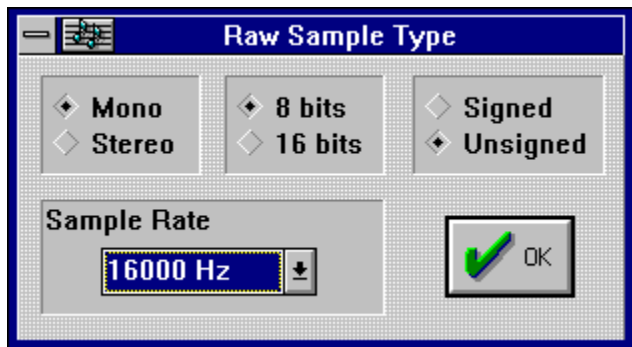 Raw Sample Type
Mono
Stereo
8 bits
16 bits
Signed
Unsigned
Sample Rate
16000 Hz
OK